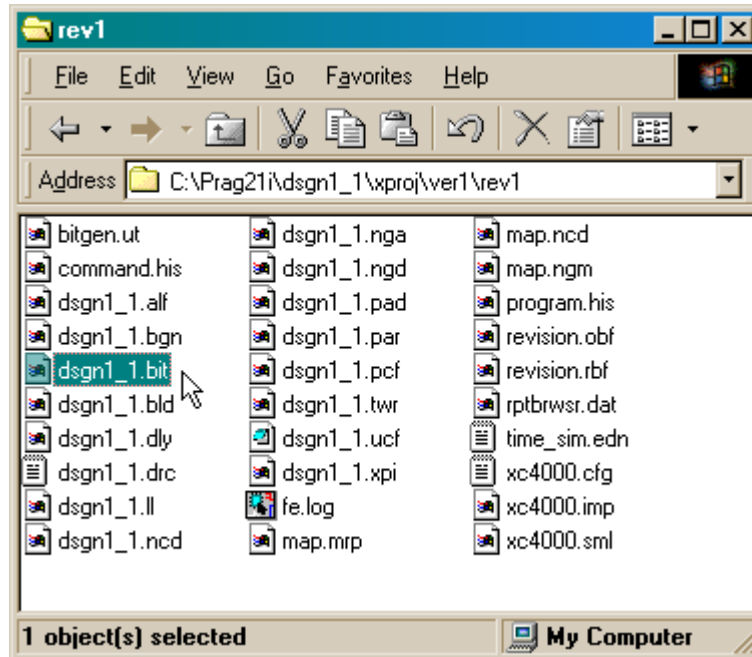 rev1
File Edit View Go Favorites Help
Address C:\Prag21i\dsgn1_1\xproj\ver1\rev1
bitgen.ut dsgn1_1.nga map.ncd
command.his dsgn1_1.ngd map.ngm
dsgn1_1.alf dsgn1_1.pad program.his
dsgn1_1.bgn dsgn1_1.par revision.obf
dsgn1_1.bit dsgn1_1.pcf revision.rbf
dsgn1_1.bld dsgn1_1.twr rptbrwsr.dat
dsgn1_1.dly dsgn1_1.ucf time_sim.edn
dsgn1_1.drc dsgn1_1.xpi xc4000.cfg
dsgn1_1.ll fe.log xc4000.imp
dsgn1_1.ncd map.mrp xc4000.sml
1 object(s) selected My Computer